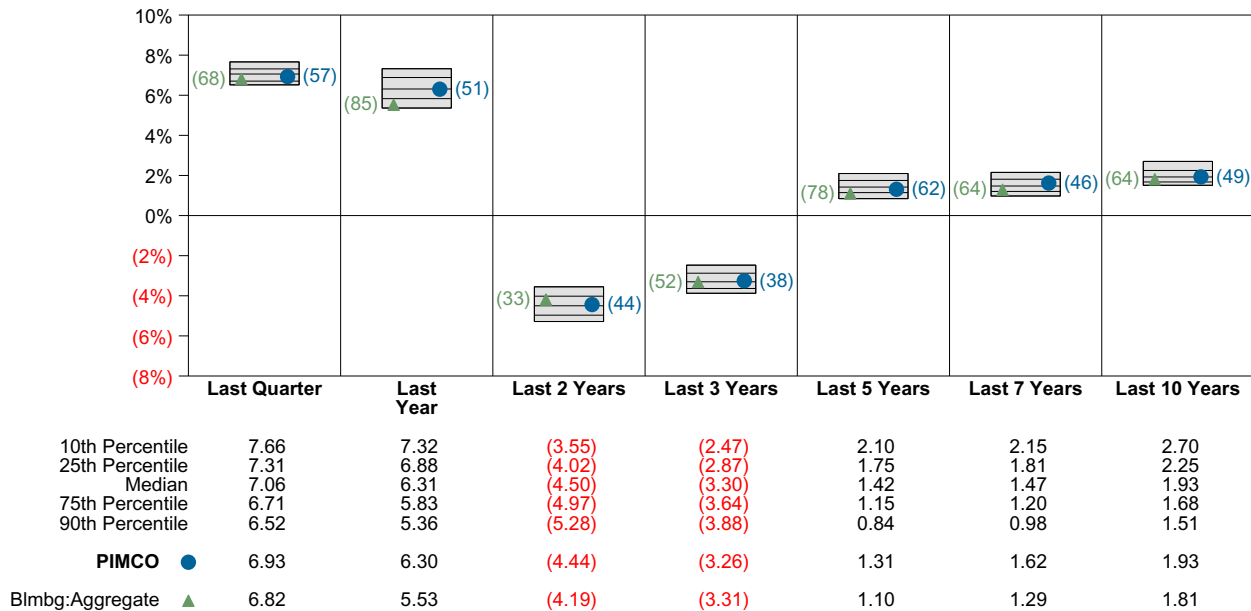 10%
8%
6%
4%
2%
0%
(2%)
(4%)
(6%)
(8%)
(68) (57)
(85) (51)
(33) (44)
(52) (38)
(78) (62)
(64) (46)
(64) (49)
Last Quarter Last Year Last 2 Years Last 3 Years Last 5 Years Last 7 Years Last 10 Years
10th Percentile 7.66 7.32 (3.55) (2.47) 2.10 2.15 2.70
25th Percentile 7.31 6.88 (4.02) (2.87) 1.75 1.81 2.25
Median 7.06 6.31 (4.50) (3.30) 1.42 1.47 1.93
75th Percentile 6.71 5.83 (4.97) (3.64) 1.15 1.20 1.68
90th Percentile 6.52 5.36 (5.28) (3.88) 0.84 0.98 1.51
PIMCO 6.93 6.30 (4.44) (3.26) 1.31 1.62 1.93
Blmbg:Aggregate 6.82 5.53 (4.19) (3.31) 1.10 1.29 1.81